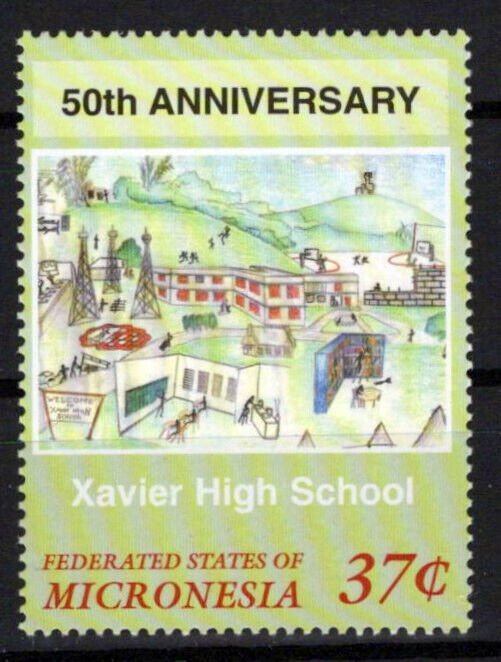 50th ANNIVERSARY
WELCOME
TO
XAVIER HIGH
SCHOOL
Xavier High School
FEDERATED STATES OF
MICRONESIA 37¢